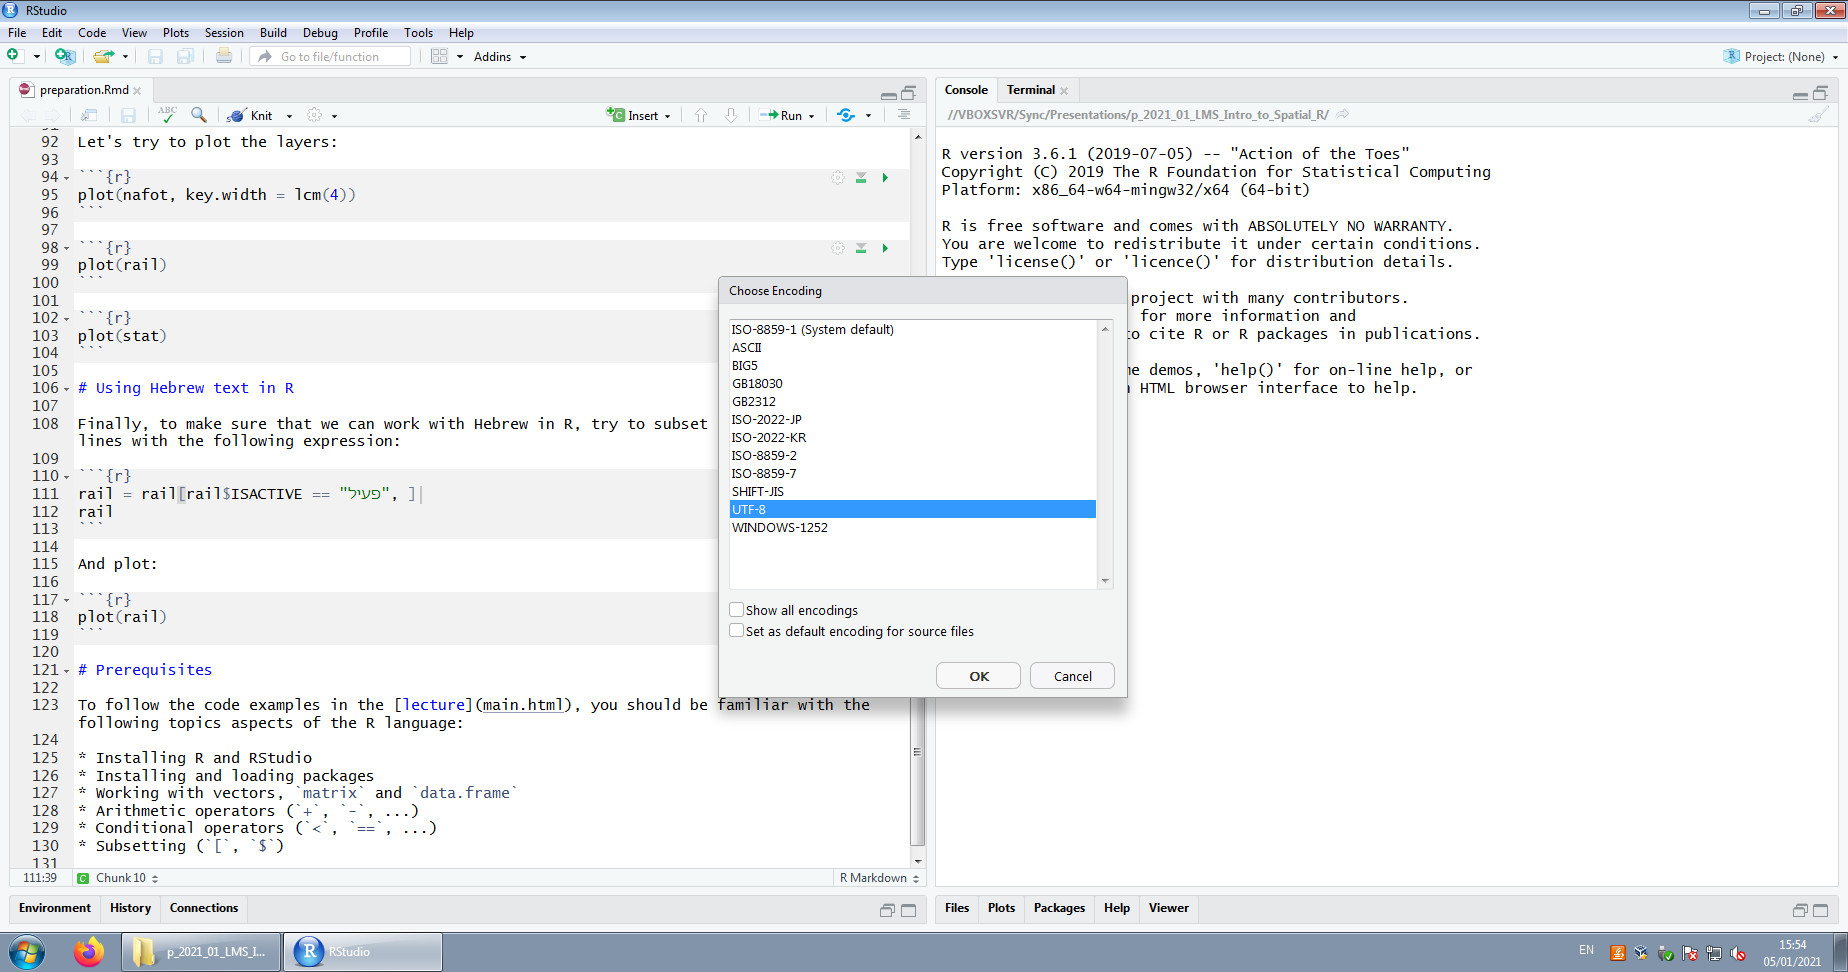 RStudio
File Edit Code View Plots Session Build Debug Profile Tools Help
Go to file/function Addins Project: (None)
preparation.Rmd
ABC Knit Insert Run
91
92 Let's try to plot the layers:
93
94 ```{r}
95 plot(nafot, key.width = lcm(4))
96 ```
97
98 ```{r}
99 plot(rail)
100 ```
101
102 ```{r}
103 plot(stat)
104 ```
105
106 # Using Hebrew text in R
107
108 Finally, to make sure that we can work with Hebrew in R, try to subset
lines with the following expression:
109
110 ```{r}
111 rail = rail[rail$ISACTIVE == "פעיל", ]
112 rail
113 ```
114
115 And plot:
116
117 ```{r}
118 plot(rail)
119 ```
120
121 # Prerequisites
122
123 To follow the code examples in the [lecture](main.html), you should be familiar with the
following topics aspects of the R language:
124
125 * Installing R and RStudio
126 * Installing and loading packages
127 * Working with vectors, `matrix` and `data.frame`
128 * Arithmetic operators (`+`, `-`, ...)
129 * Conditional operators (`<`, `==`, ...)
130 * Subsetting (`[`, `$`)
131
111:39 Chunk 10 R Markdown
Environment History Connections
Console Terminal
//VBOXSVR/Sync/Presentations/p_2021_01_LMS_Intro_to_Spatial_R/
R version 3.6.1 (2019-07-05) -- "Action of the Toes"
Copyright (C) 2019 The R Foundation for Statistical Computing
Platform: x86_64-w64-mingw32/x64 (64-bit)
R is free software and comes with ABSOLUTELY NO WARRANTY.
You are welcome to redistribute it under certain conditions.
Type 'license()' or 'licence()' for distribution details.
project with many contributors.
for more information and
to cite R or R packages in publications.
demos, 'help()' for on-line help, or
HTML browser interface to help.
Files Plots Packages Help Viewer
Choose Encoding
ISO-8859-1 (System default)
ASCII
BIG5
GB18030
GB2312
ISO-2022-JP
ISO-2022-KR
ISO-8859-2
ISO-8859-7
SHIFT-JIS
UTF-8
WINDOWS-1252
Show all encodings
Set as default encoding for source files
OK Cancel
p_2021_01_LMS_I... RStudio
EN
15:54
05/01/2021